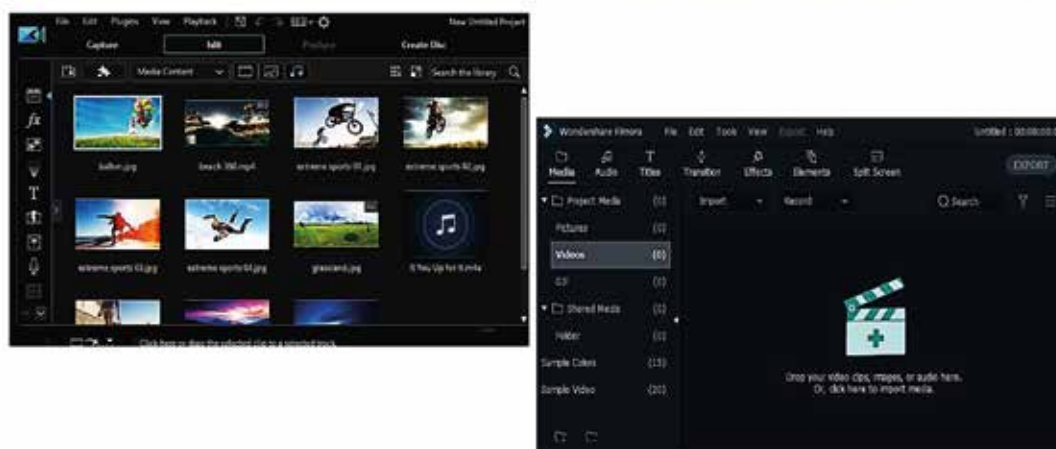 File Edit Plugins View Playback
New Untitled Project
Capture Edit Produce Create Disc
Media Content
Search the library
fx
T
ballon.jpg beach 360.mp4 extreme sports 01.jpg extreme sports 02.jpg
extreme sports 03.jpg extreme sports 04.jpg grassland.jpg It You Up for It.m4a
Click here or drag the selected clip to a selected track.
Wondershare Filmora File Edit Tools View Export Help Untitled : 00:00:00
Media Audio Titles Transition Effects Elements Split Screen EXPORT
Project Media (0) Import Record Search
Pictures (0)
Videos (0)
GIF (0)
Shared Media (0)
Folder (0)
Sample Colors (15)
Sample Video (20)
Drop your video clips, images, or audio here.
Or, click here to import media.